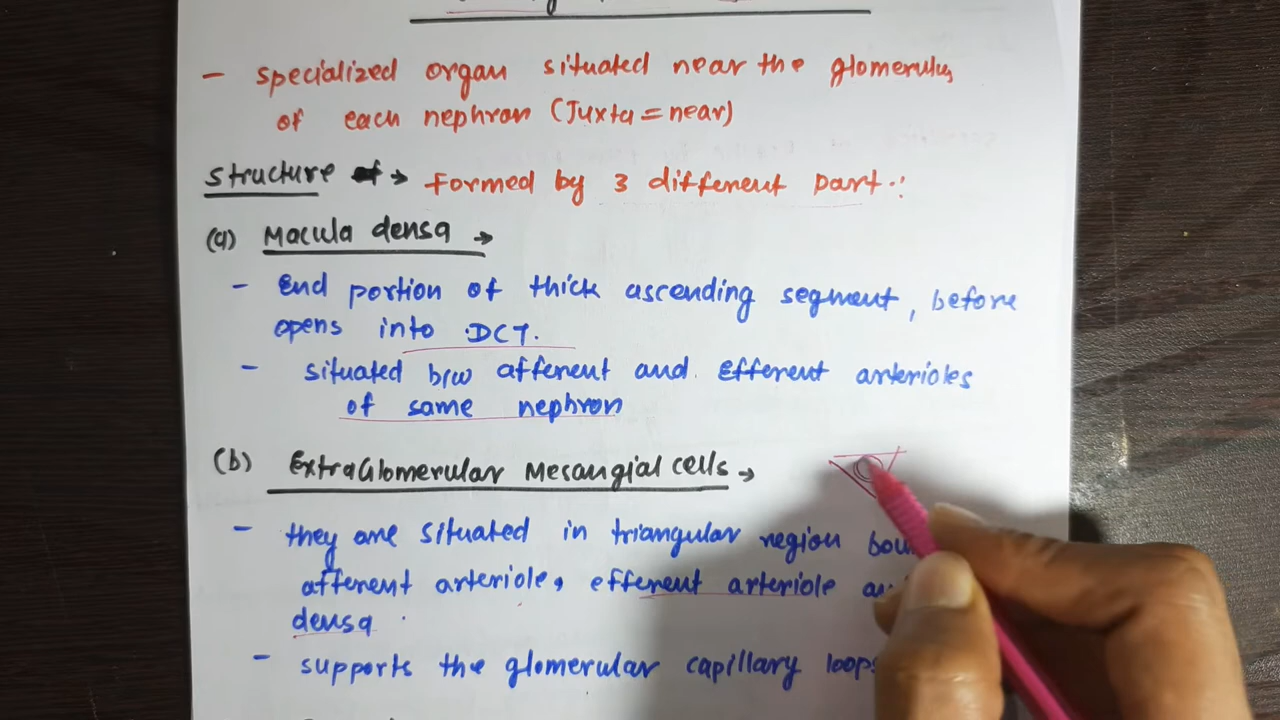 - specialized organ situated near the glomerulus
of each nephron (Juxta = near)
Structure → Formed by 3 different part.:
(a) Macula densa →
- End portion of thick ascending segment, before
opens into DCT.
- situated b/w afferent and Efferent arterioles
of same nephron
(b) ExtraGlomerular Mesangial cells →
- they are situated in triangular region
afferent arteriole, efferent arteriole
densa
- supports the glomerular capillary loops